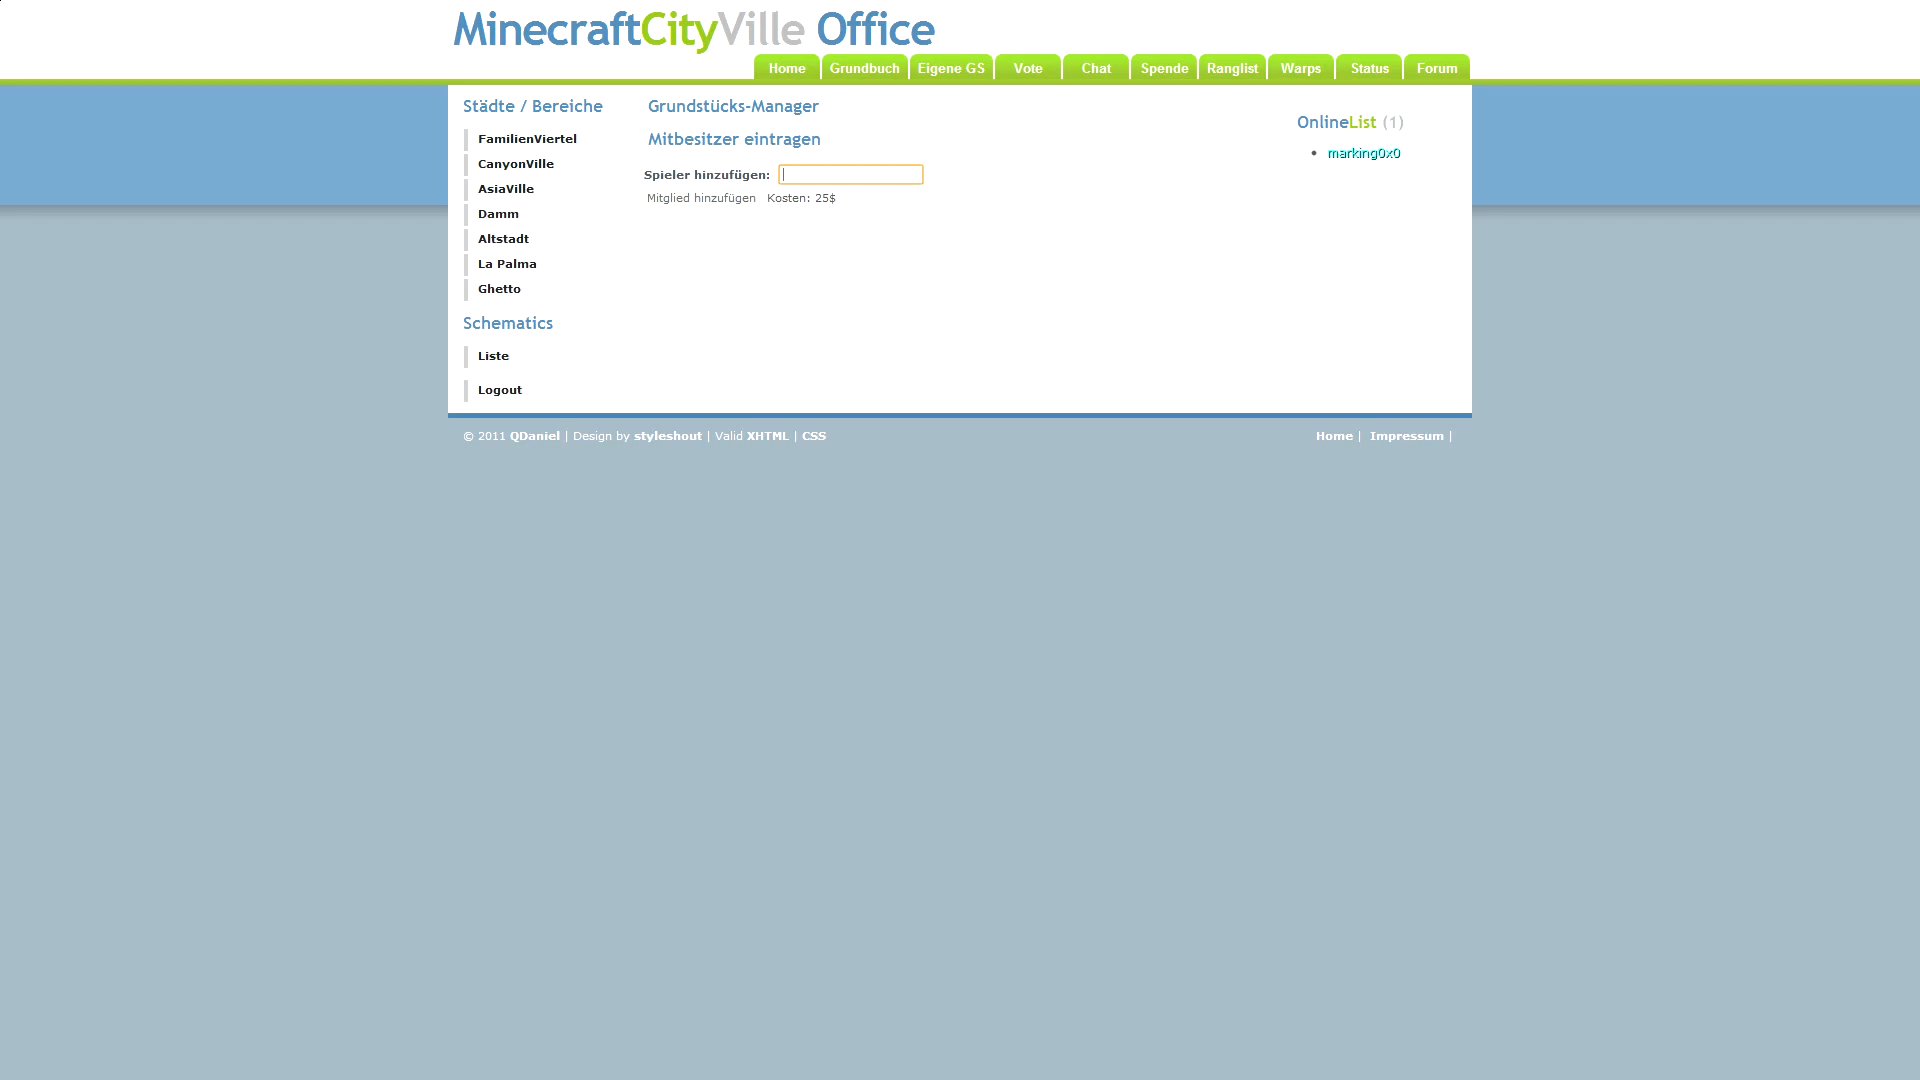 MinecraftCityVille Office
Home Grundbuch Eigene GS Vote Chat Spende Ranglist Warps Status Forum
Städte / Bereiche
FamilienViertel
CanyonVille
AsiaVille
Damm
Altstadt
La Palma
Ghetto
Schematics
Liste
Logout
Grundstücks-Manager
Mitbesitzer eintragen
Spieler hinzufügen:
Mitglied hinzufügen Kosten: 25$
OnlineList (1)
marking0x0
© 2011 QDaniel | Design by styleshout | Valid XHTML | CSS
Home | Impressum |